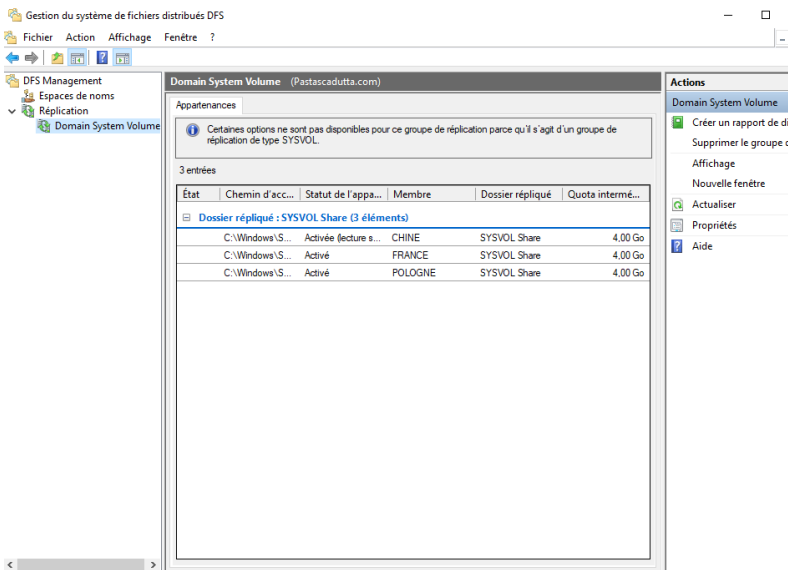 Gestion du système de fichiers distribués DFS
Fichier Action Affichage Fenêtre ?
DFS Management
Espaces de noms
Réplication
Domain System Volume
Domain System Volume (Pastascadutta.com)
Appartenances
Certaines options ne sont pas disponibles pour ce groupe de réplication parce qu'il s'agit d'un groupe de
réplication de type SYSVOL.
3 entrées
État Chemin d'acc... Statut de l'appa... Membre Dossier répliqué Quota intermé...
Dossier répliqué : SYSVOL Share (3 éléments)
C:\Windows\S... Activée (lecture s... CHINE SYSVOL Share 4,00 Go
C:\Windows\S... Activé FRANCE SYSVOL Share 4,00 Go
C:\Windows\S... Activé POLOGNE SYSVOL Share 4,00 Go
Actions
Domain System Volume
Créer un rapport de di
Supprimer le groupe
Affichage
Nouvelle fenêtre
Actualiser
Propriétés
Aide